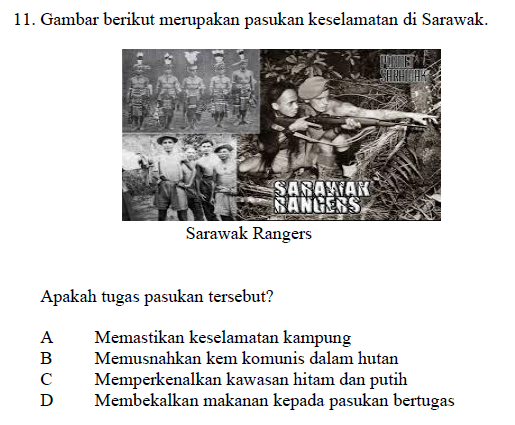 11. Gambar berikut merupakan pasukan keselamatan di Sarawak.
SARAWAK
RANGERS
Sarawak Rangers
Apakah tugas pasukan tersebut?
A Memastikan keselamatan kampung
B Memusnahkan kem komunis dalam hutan
C Memperkenalkan kawasan hitam dan putih
D Membekalkan makanan kepada pasukan bertugas